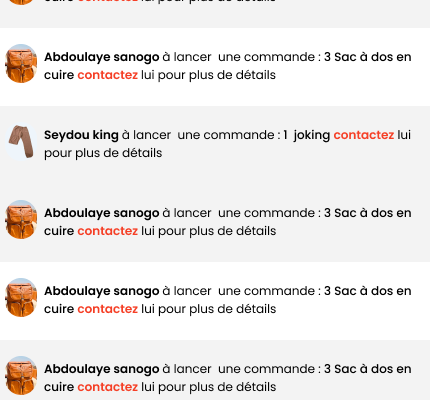 cuire contactez lui pour plus de détails
Abdoulaye sanogo à lancer une commande : 3 Sac à dos en
cuire contactez lui pour plus de détails
Seydou king à lancer une commande : 1 joking contactez lui
pour plus de détails
Abdoulaye sanogo à lancer une commande : 3 Sac à dos en
cuire contactez lui pour plus de détails
Abdoulaye sanogo à lancer une commande : 3 Sac à dos en
cuire contactez lui pour plus de détails
Abdoulaye sanogo à lancer une commande : 3 Sac à dos en
cuire contactez lui pour plus de détails